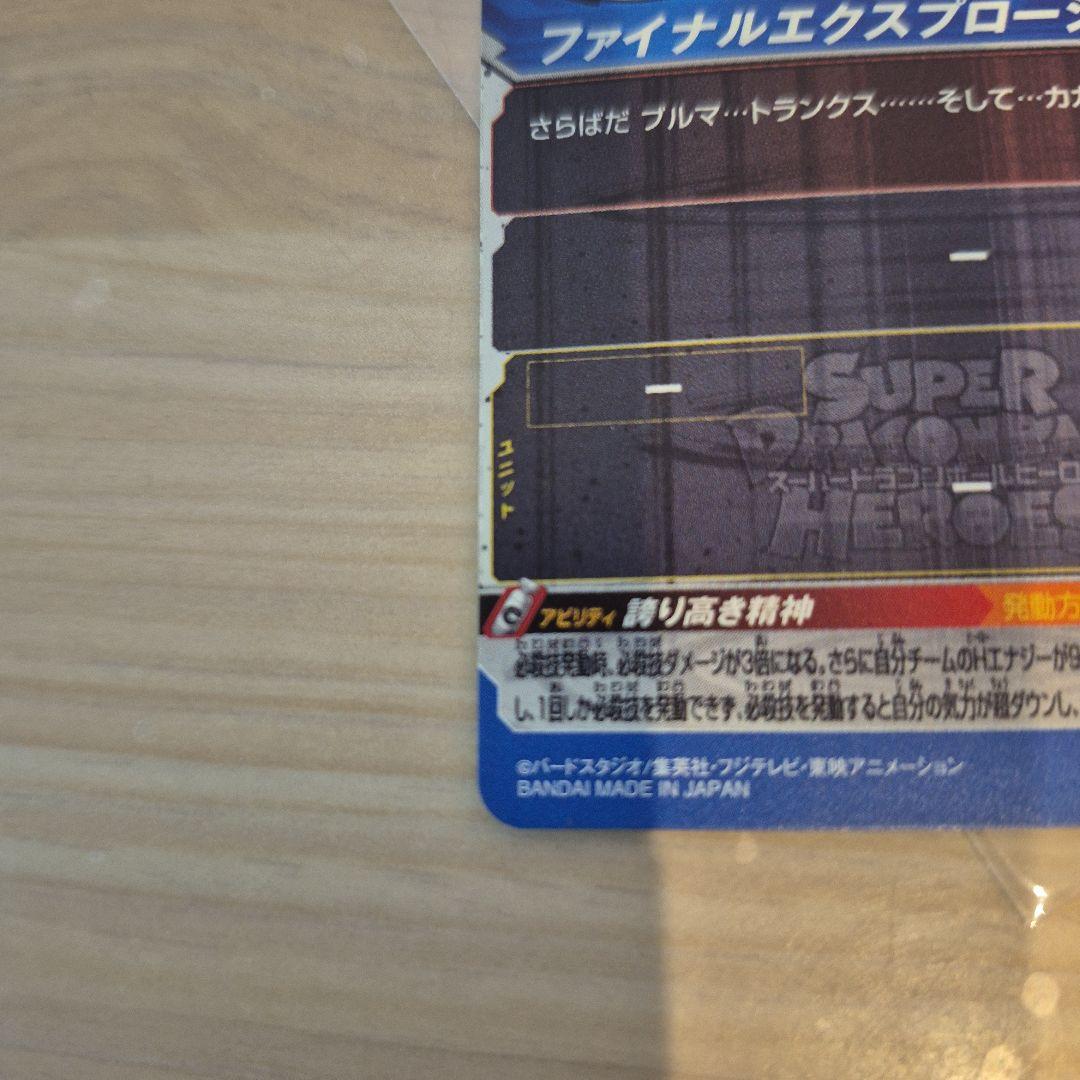 ファイナルエクスプロージ
さらばだ ブルマ…トランクス……そして…カカ
SUPER
DRAGON BA
スーパードラゴンボールヒーロ
HEROES
ユニット
アビリティ 誇り高き精神 発動方
必殺技発動時、必殺技ダメージが3倍になる。さらに自分チームのHエナジーが9
し、1回しか必殺技を発動できず、必殺技を発動すると自分の気力が超ダウンし、
©バードスタジオ/集英社・フジテレビ・東映アニメーション
BANDAI MADE IN JAPAN